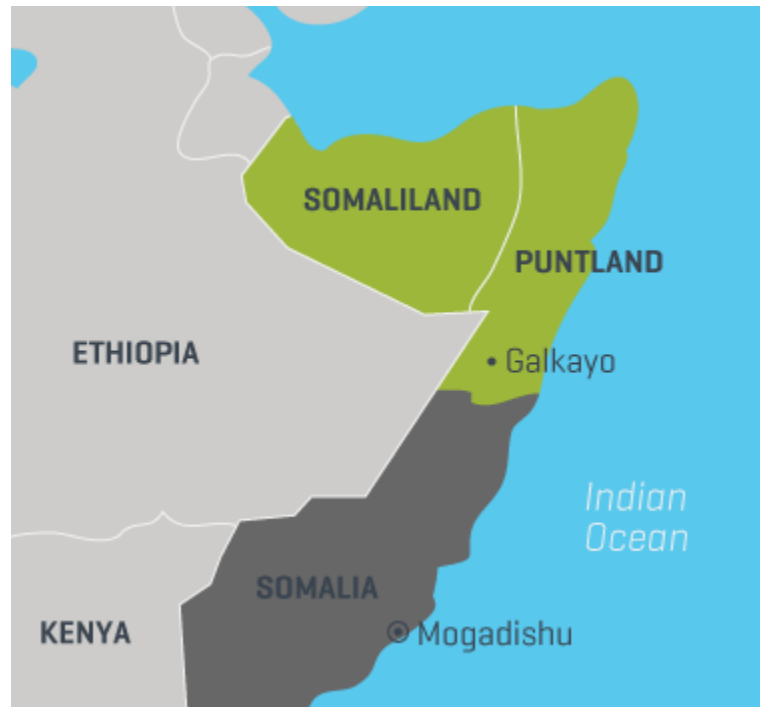 SOMALILAND
PUNTLAND
ETHIOPIA
Galkayo
Indian
Ocean
SOMALIA
KENYA
Mogadishu